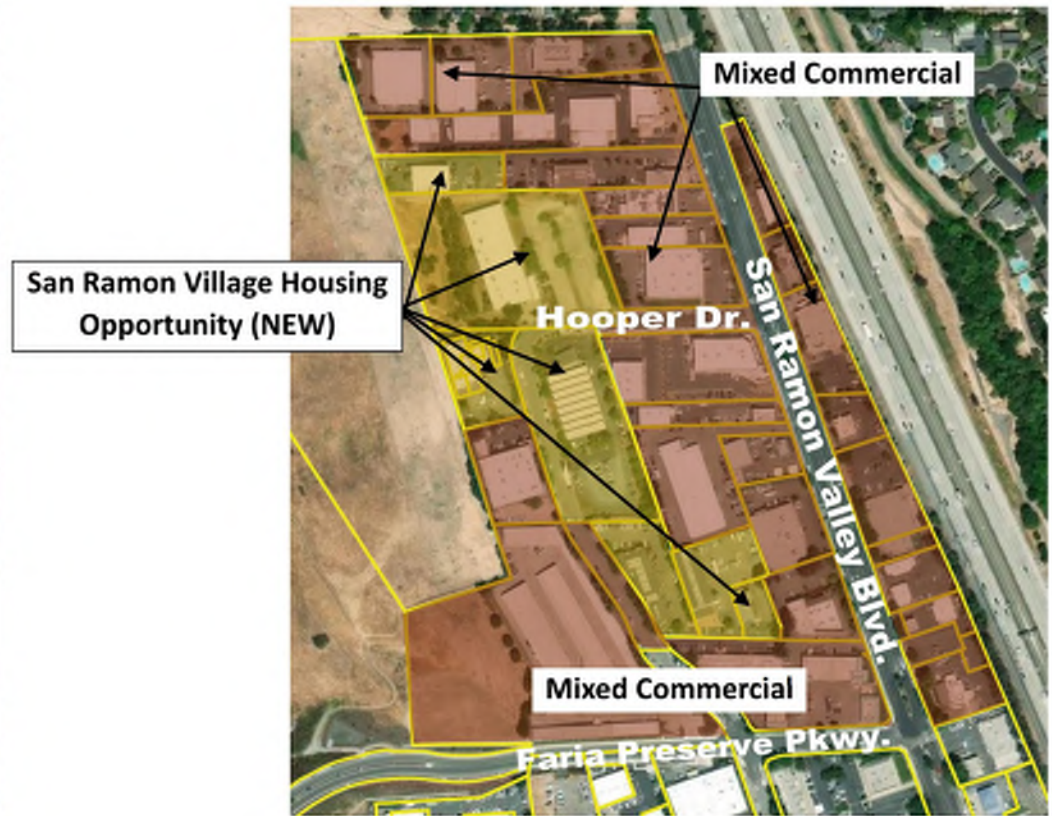 Mixed Commercial
San Ramon Village Housing
Opportunity (NEW)
Hooper Dr.
San Ramon Valley Blvd.
Mixed Commercial
Faria Preserve Pkwy.